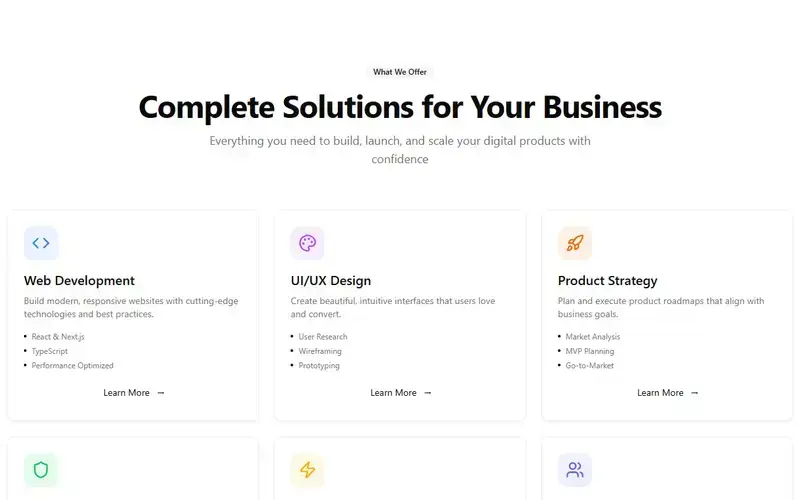 What We Offer
Complete Solutions for Your Business
Everything you need to build, launch, and scale your digital products with
confidence
Web Development
Build modern, responsive websites with cutting-edge
technologies and best practices.
• React & Next.js
• TypeScript
• Performance Optimized
Learn More →
UI/UX Design
Create beautiful, intuitive interfaces that users love
and convert.
• User Research
• Wireframing
• Prototyping
Learn More →
Product Strategy
Plan and execute product roadmaps that align with
business goals.
• Market Analysis
• MVP Planning
• Go-to-Market
Learn More →